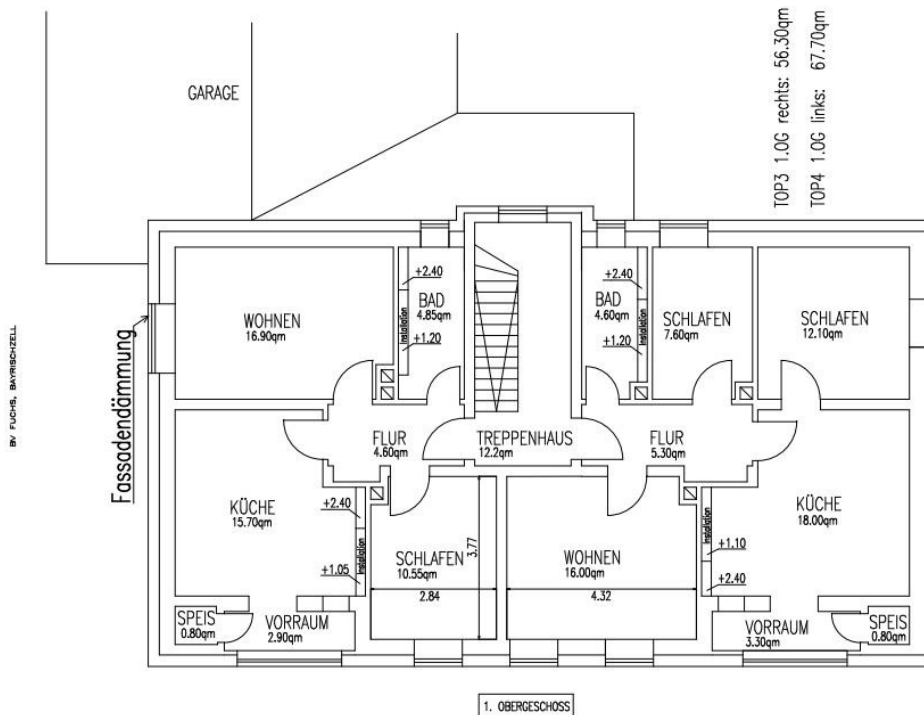 GARAGE
TOP3 1.OG rechts: 56.30qm
TOP4 1.OG links: 67.70qm
BV FUCHS, BAYRISCHZELL
Fassadendämmung
WOHNEN
16.90qm
+2.40
BAD
4.85qm
Installation
+1.20
+2.40
BAD
4.60qm
Installation
+1.20
SCHLAFEN
7.60qm
SCHLAFEN
12.10qm
FLUR
4.60qm
TREPPENHAUS
12.2qm
FLUR
5.30qm
KÜCHE
15.70qm
+2.40
Installation
+1.05
SCHLAFEN
10.55qm
3.77
2.84
WOHNEN
16.00qm
4.32
Installation
+1.10
+2.40
KÜCHE
18.00qm
SPEIS
0.80qm
VORRAUM
2.90qm
VORRAUM
3.30qm
SPEIS
0.80qm
1. OBERGESCHOSS